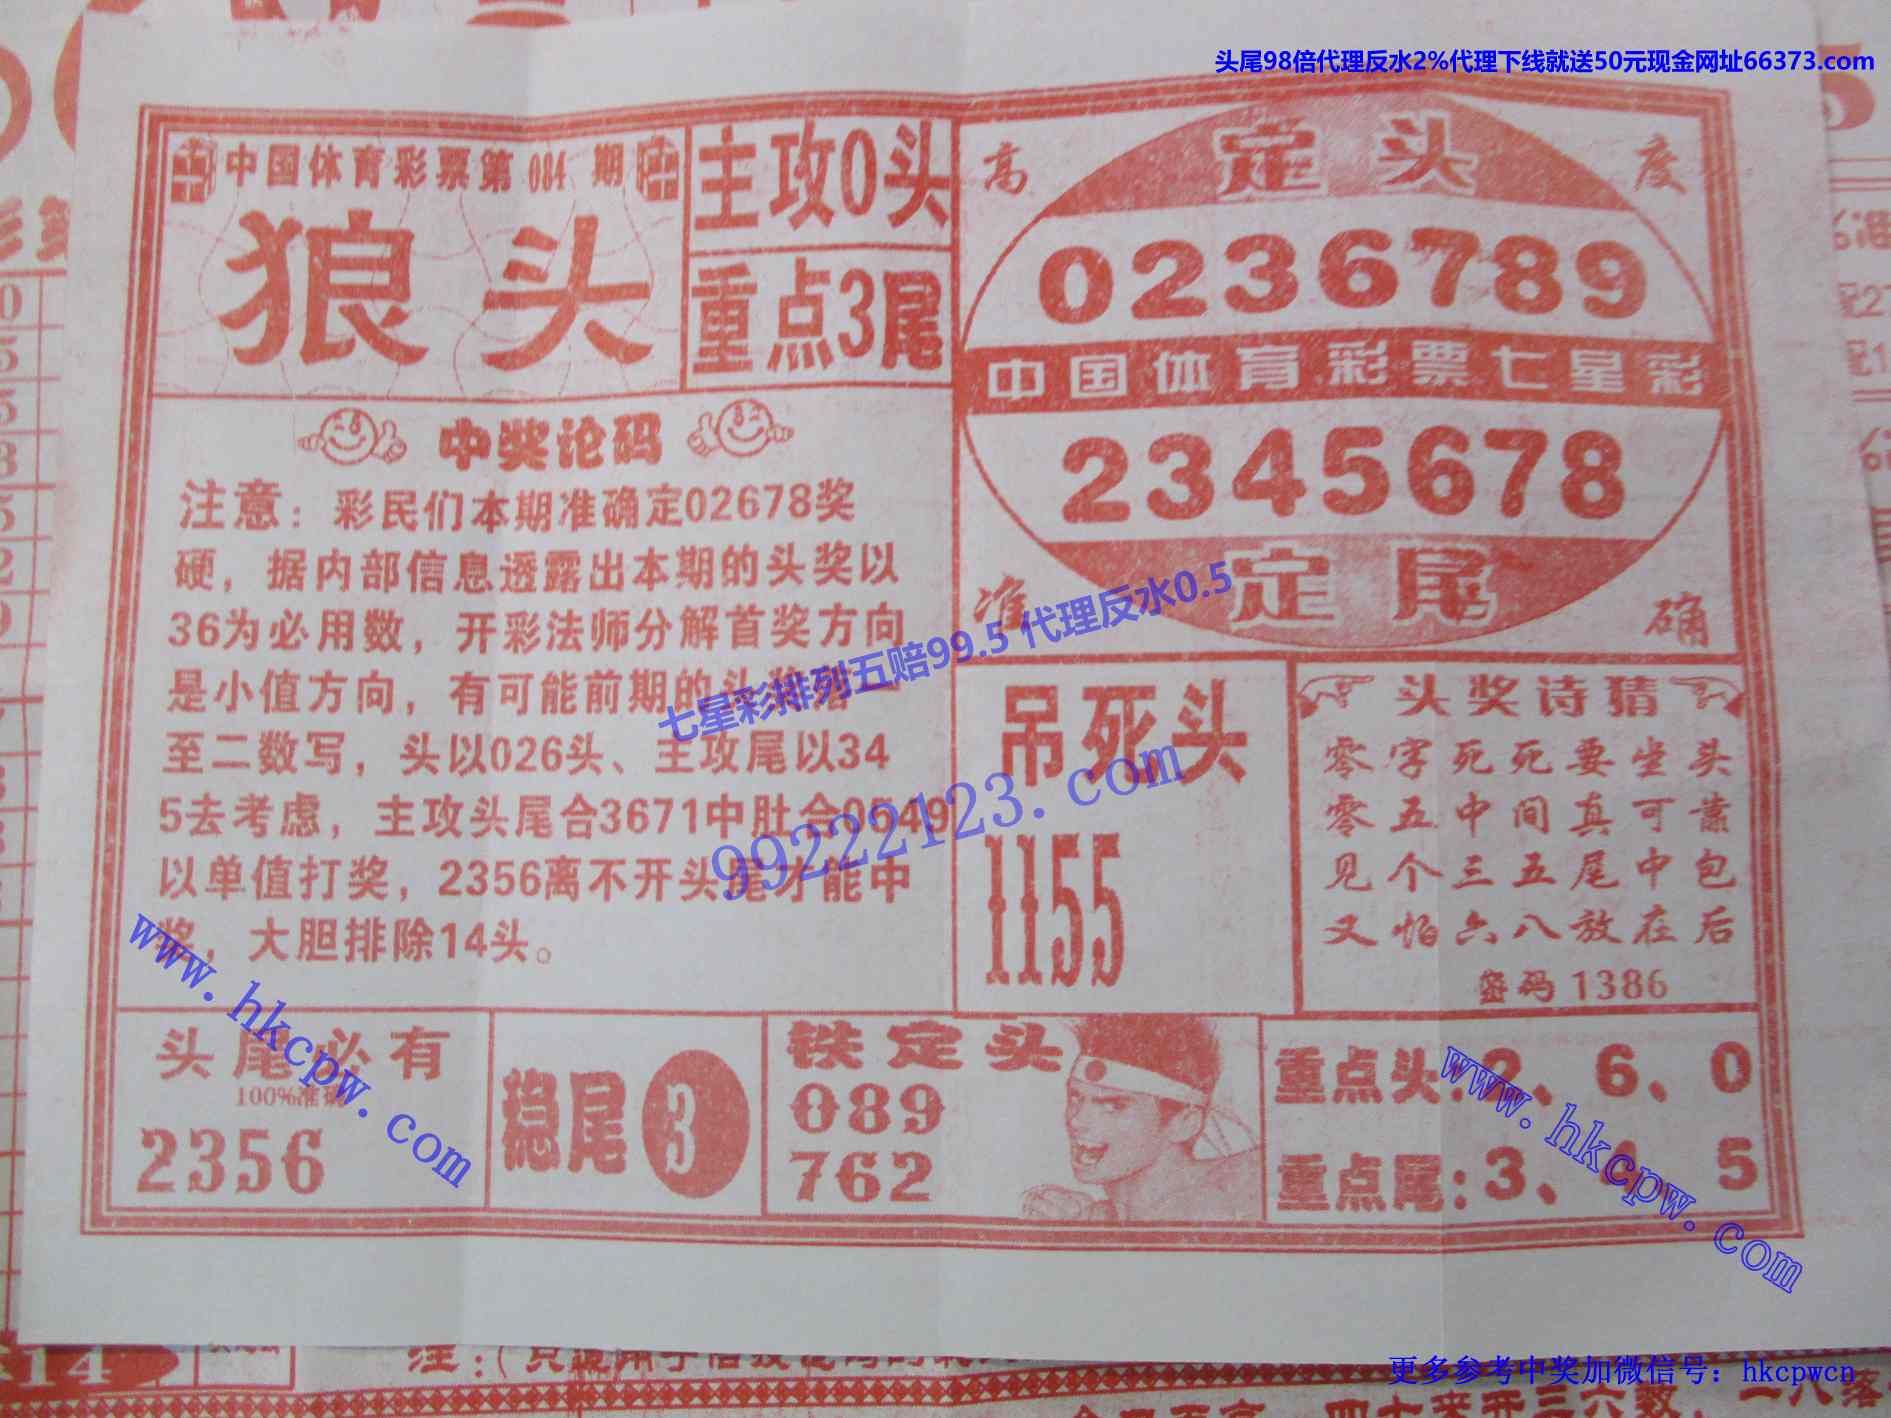 头尾98倍代理反水2%代理下线就送50元现金网址66373.com
中国体育彩票第084期
狼头
主攻0头
重点3尾
高 度
定头
0236789
中国体育彩票七星彩
2345678
定尾
准 确
中奖论码
注意：彩民们本期准确定02678奖
硬，据内部信息透露出本期的头奖以
36为必用数，开彩法师分解首奖方向
是小值方向，有可能前期的头奖落
至二数写，头以026头、主攻尾以34
5去考虑，主攻头尾合3671中肚合0549
以单值打奖，2356离不开头尾才能中
奖，大胆排除14头。
七星彩排列五赔99.5 代理反水0.5
99222123.com
吊死头
1155
头奖诗猜
零字死死要坐头
零五中间真可靠
见个三五尾中包
又怕六八放在后
密码1386
头尾必有
100%准确
2356
稳尾 3
铁定头
089
762
重点头:2、6、0
重点尾:3、4、5
www.hkcpw.com
www.hkcpw.com
14
更多参考中奖加微信号：hkcpwcn